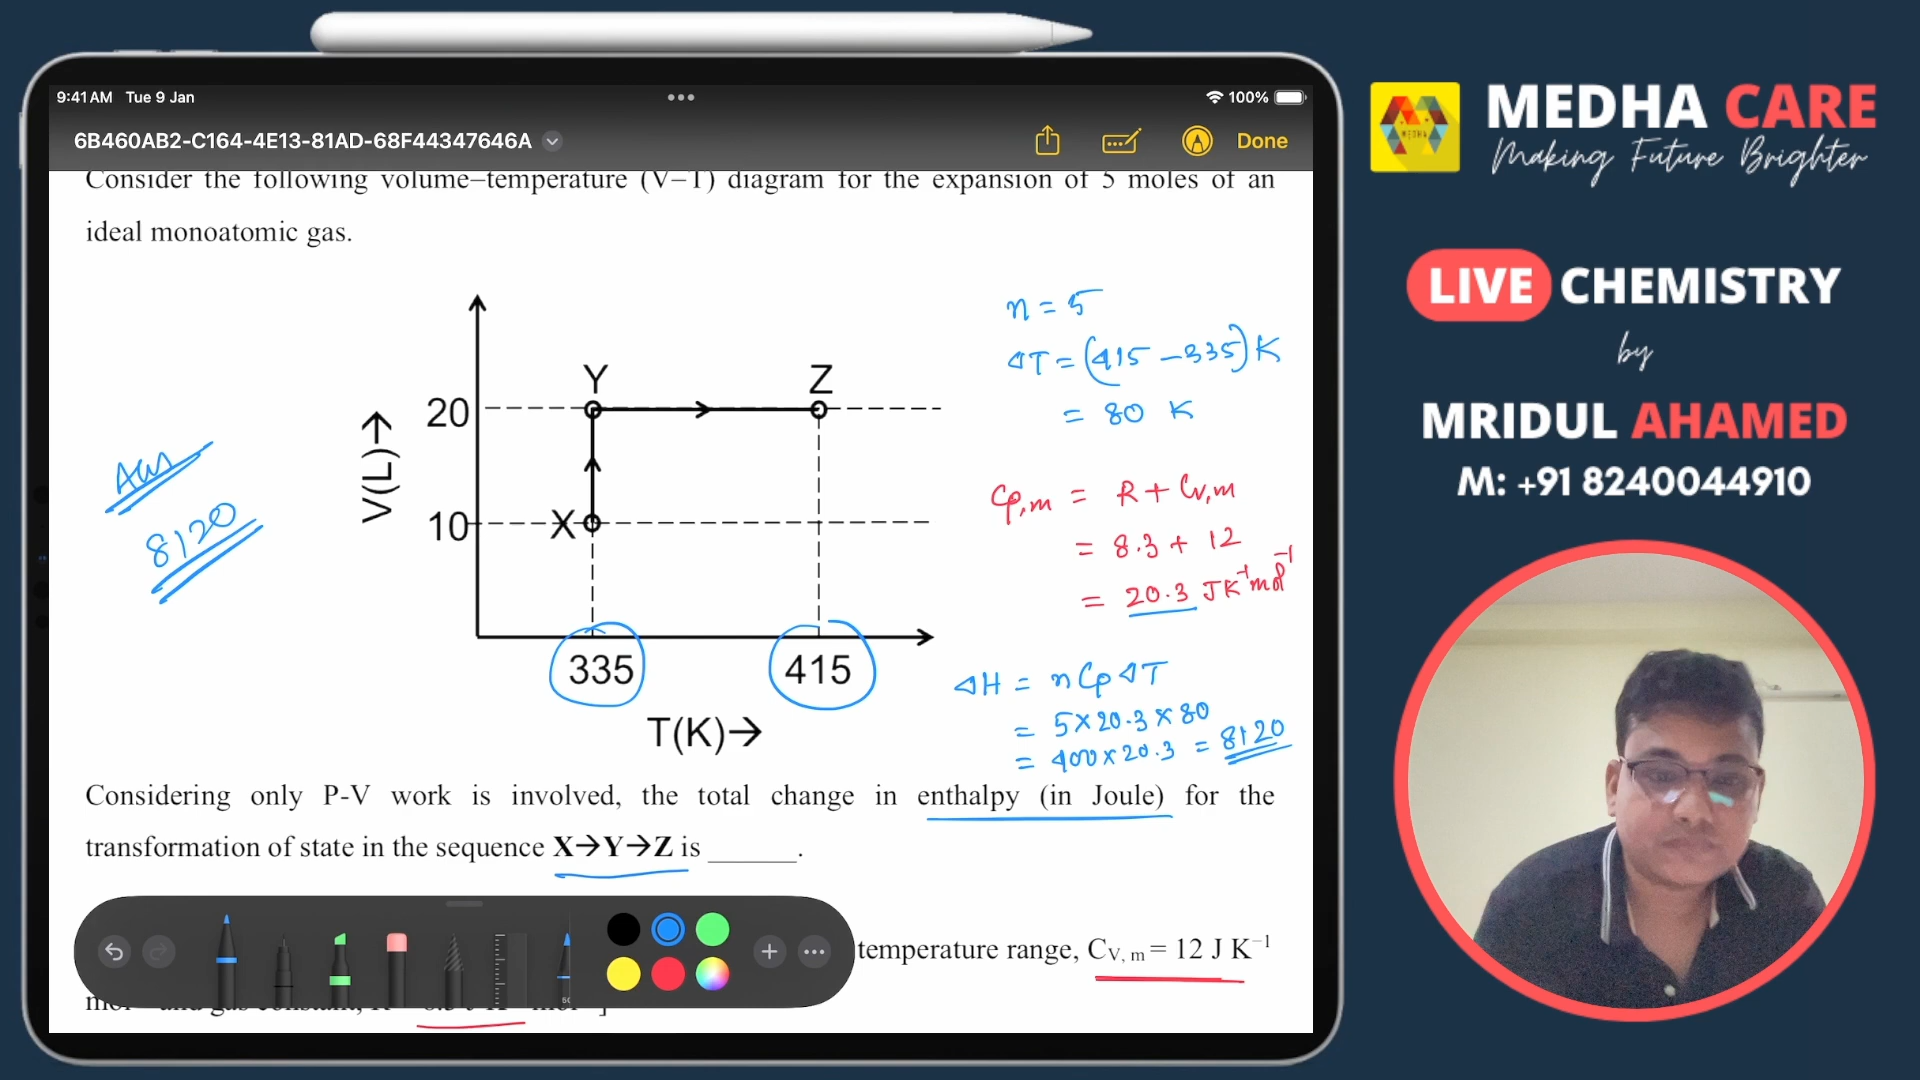 9:41 AM Tue 9 Jan
100%
6B460AB2-C164-4E13-81AD-68F44347646A
Done
Consider the following volume–temperature (V–T) diagram for the expansion of 5 moles of an
ideal monoatomic gas.
V(L)→
20
10
X
Y
Z
335
415
T(K)→
Ans
8120
n = 5
ΔT = (415 – 335) K
= 80 K
Cp,m = R + Cv,m
= 8.3 + 12
= 20.3 JK⁻¹mol⁻¹
ΔH = nCpΔT
= 5×20.3×80
= 400×20.3 = 8120
Considering only P-V work is involved, the total change in enthalpy (in Joule) for the
transformation of state in the sequence X→Y→Z is ______.
temperature range, CV, m = 12 J K⁻¹
MEDHA CARE
Making Future Brighter
MEDHA
LIVE CHEMISTRY
by
MRIDUL AHAMED
M: +91 8240044910